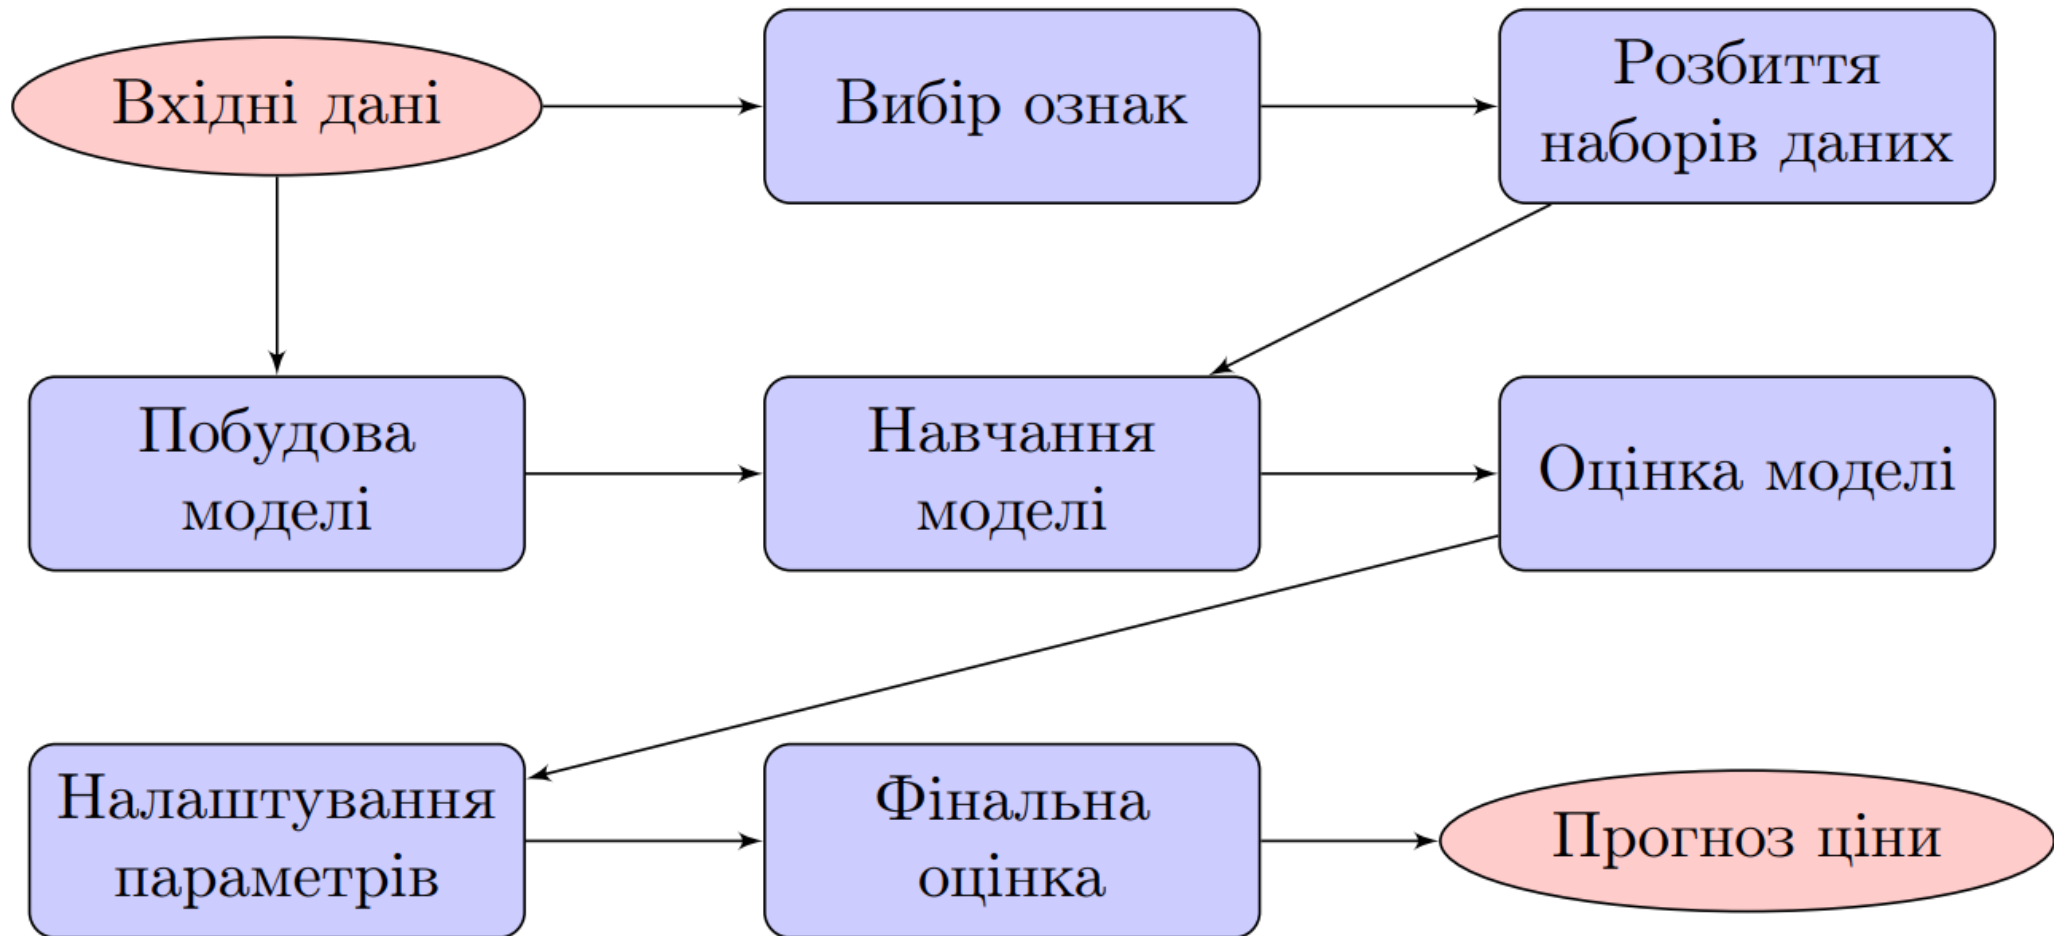 Вхідні дані
Вибір ознак
Розбиття
наборів даних
Побудова
моделі
Навчання
моделі
Оцінка моделі
Налаштування
параметрів
Фінальна
оцінка
Прогноз ціни